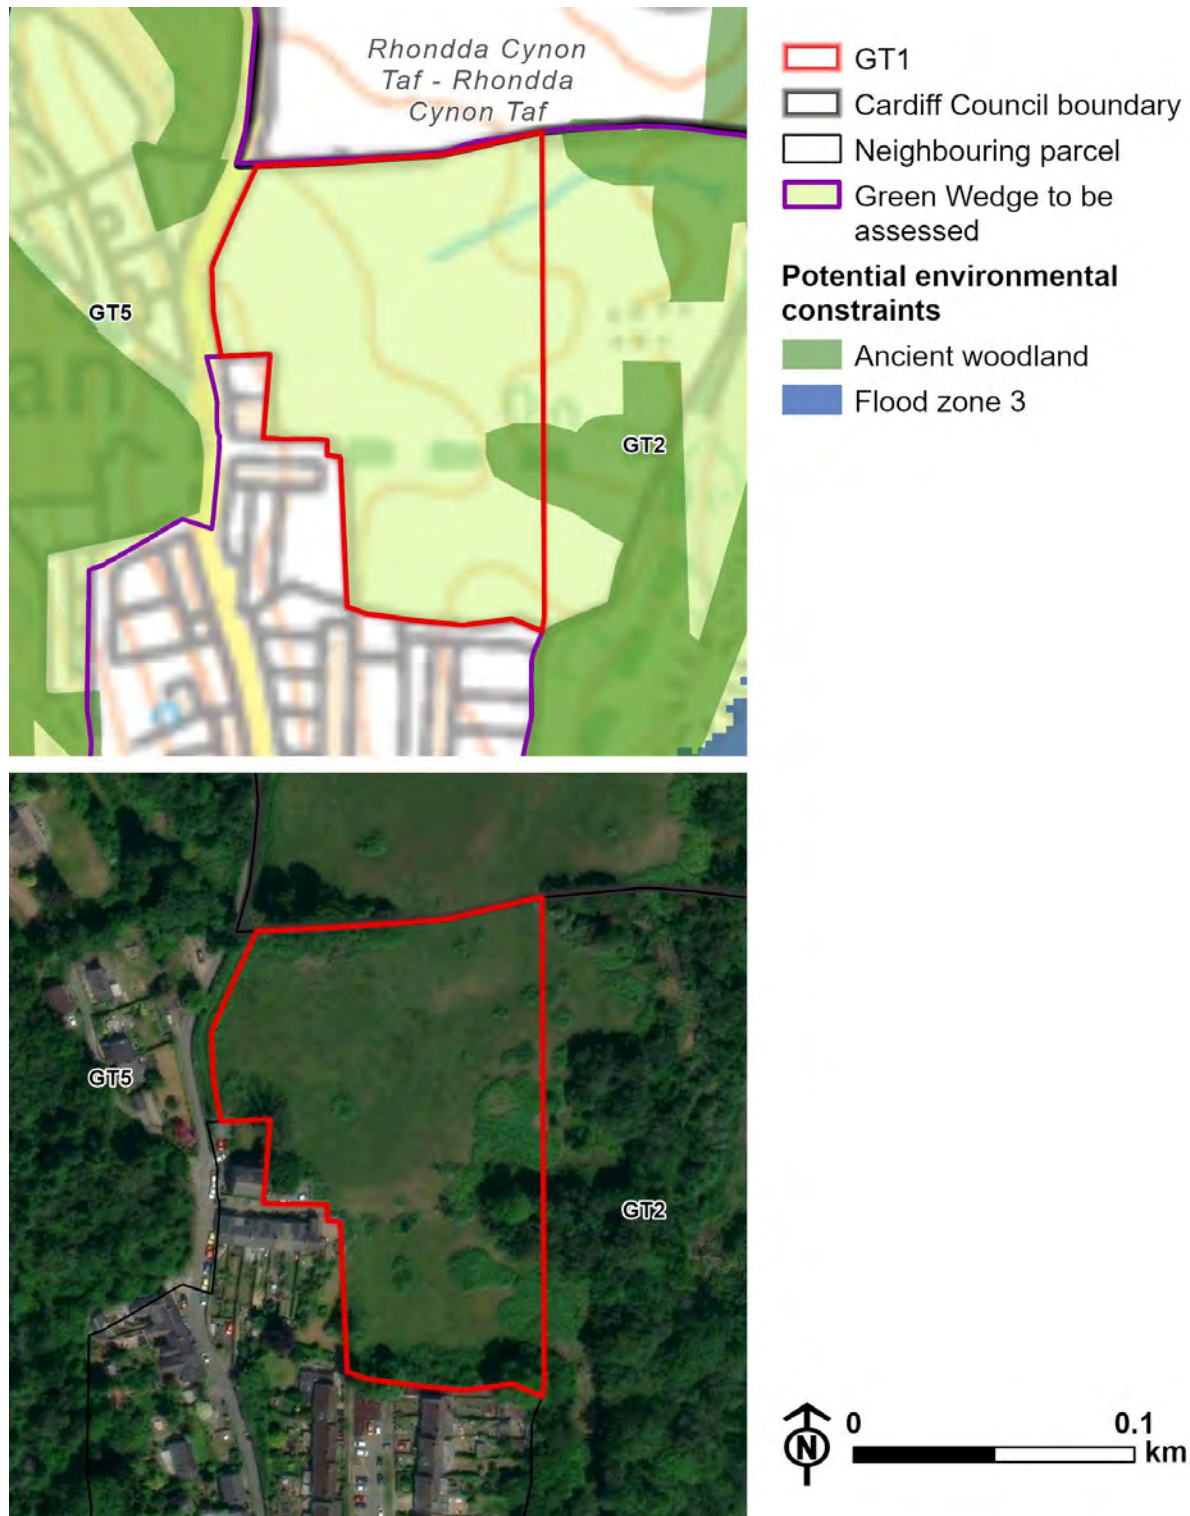 Rhondda Cynon
Taf - Rhondda
Cynon Taf
GT5
an
GT2
GT1
Cardiff Council boundary
Neighbouring parcel
Green Wedge to be
assessed
Potential environmental
constraints
Ancient woodland
Flood zone 3
GT5
GT2
N
0 0.1
km